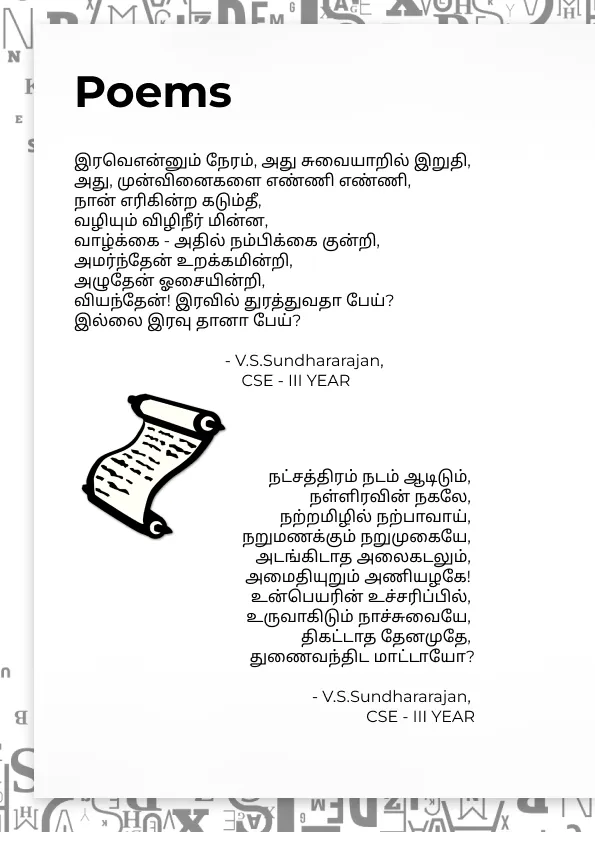 Poems
இரவெஎன்னும் நேரம், அது சுவையாறில் இறுதி,
அது, முன்வினைகளை எண்ணி எண்ணி,
நான் எரிகின்ற கடும்தீ,
வழியும் விழிநீர் மின்ன,
வாழ்க்கை - அதில் நம்பிக்கை குன்றி,
அமர்ந்தேன் உறக்கமின்றி,
அழுதேன் ஓசையின்றி,
வியந்தேன்! இரவில் துரத்துவதா பேய்?
இல்லை இரவு தானா பேய்?
- V.S.Sundhararajan,
CSE - III YEAR
நட்சத்திரம் நடம் ஆடிடும்,
நள்ளிரவின் நகலே,
நற்றமிழில் நற்பாவாய்,
நறுமணக்கும் நறுமுகையே,
அடங்கிடாத அலைகடலும்,
அமைதியுறும் அணியழகே!
உன்பெயரின் உச்சரிப்பில்,
உருவாகிடும் நாச்சுவையே,
திகட்டாத தேனமுதே,
துணைவந்திட மாட்டாயோ?
- V.S.Sundhararajan,
CSE - III YEAR